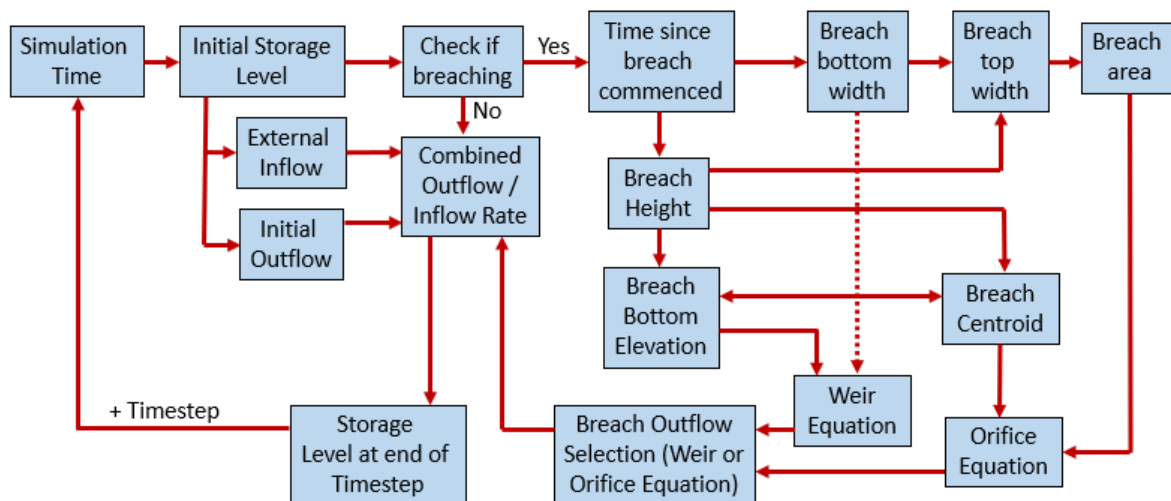 Simulation
Time
Initial Storage
Level
Check if
breaching
Yes
Time since
breach
commenced
Breach
bottom
width
Breach
top
width
Breach
area
No
External
Inflow
Combined
Outflow /
Inflow Rate
Initial
Outflow
Breach
Height
Breach
Bottom
Elevation
Breach
Centroid
Weir
Equation
+ Timestep
Storage
Level at end of
Timestep
Breach Outflow
Selection (Weir or
Orifice Equation)
Orifice
Equation